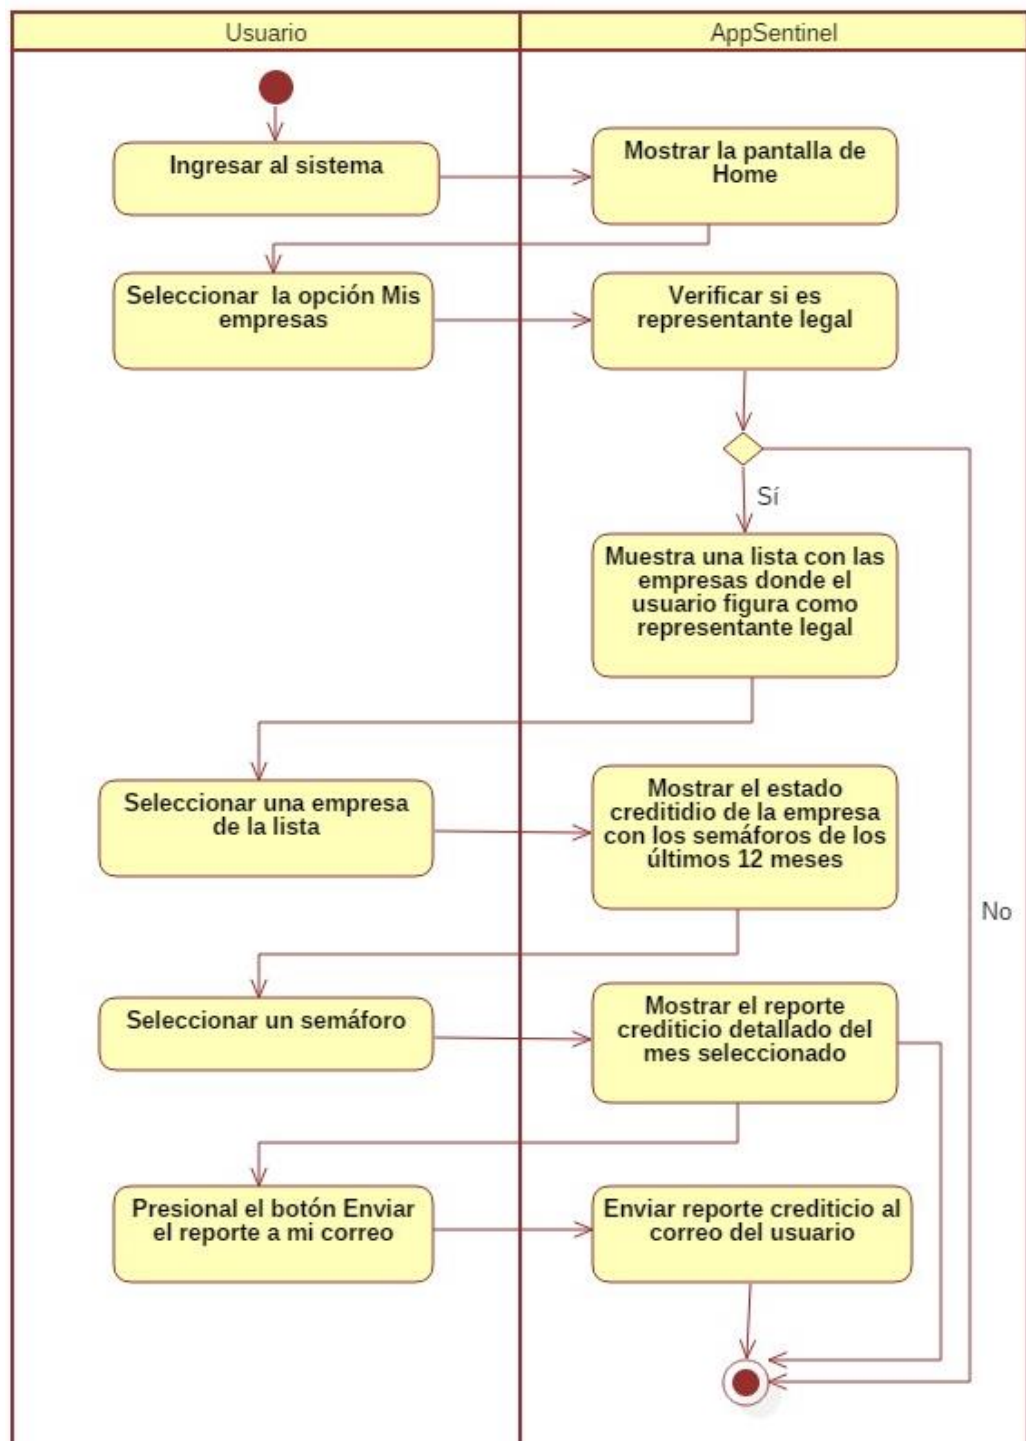 Usuario
AppSentinel
Ingresar al sistema
Mostrar la pantalla de
Home
Seleccionar la opción Mis
empresas
Verificar si es
representante legal
Sí
Muestra una lista con las
empresas donde el
usuario figura como
representante legal
Seleccionar una empresa
de la lista
Mostrar el estado
creditidio de la empresa
con los semáforos de los
últimos 12 meses
No
Seleccionar un semáforo
Mostrar el reporte
crediticio detallado del
mes seleccionado
Presional el botón Enviar
el reporte a mi correo
Enviar reporte crediticio al
correo del usuario